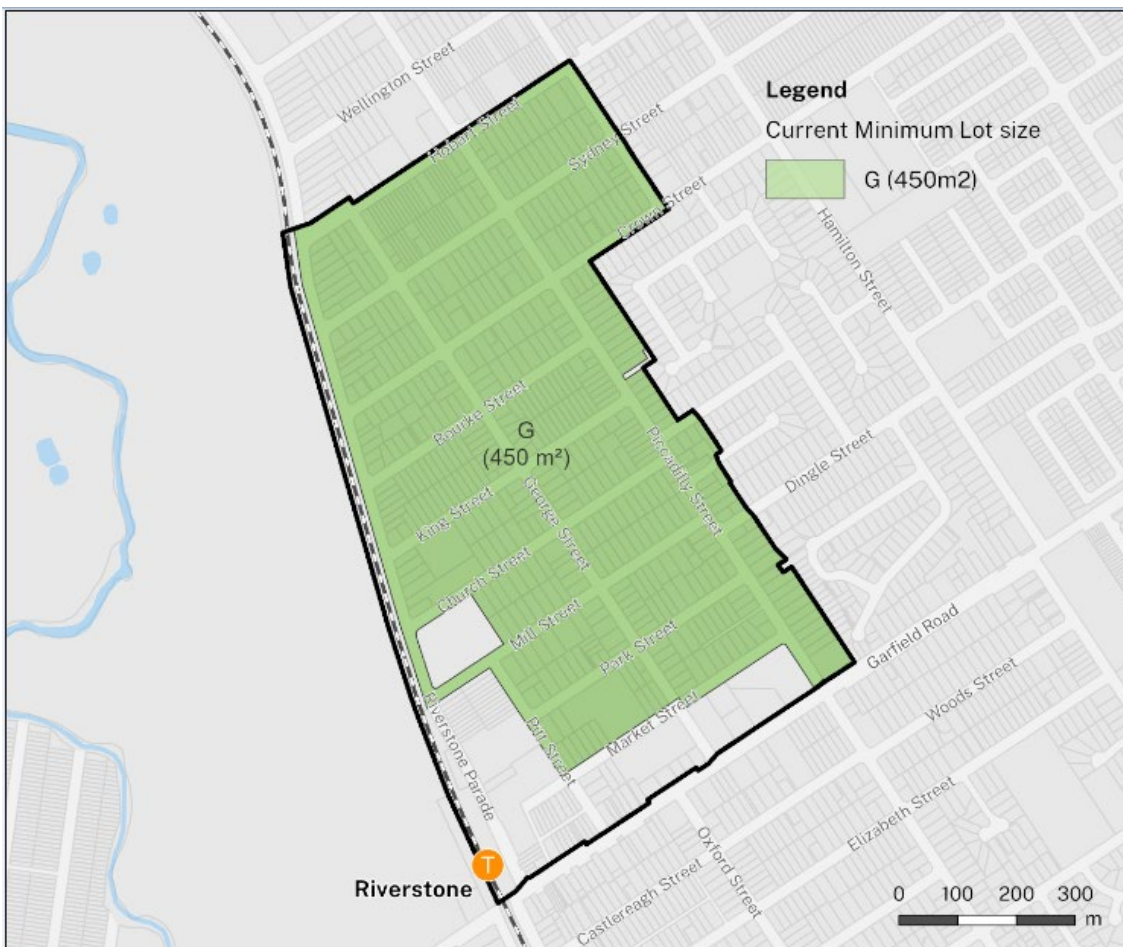 Legend
Current Minimum Lot size
G (450m2)
Wellington Street
Hobart Street
Sydney Street
Crown Street
Hamilton Street
Rourke Street
G
(450 m²)
Piccadilly Street
Dingle Street
King Street
George Street
Church Street
Mill Street
Park Street
Garfield Road
Woods Street
Market Street
Pitt Street
Riverstone Parade
Elizabeth Street
Oxford Street
Castlereagh Street
T
Riverstone
0 100 200 300
m